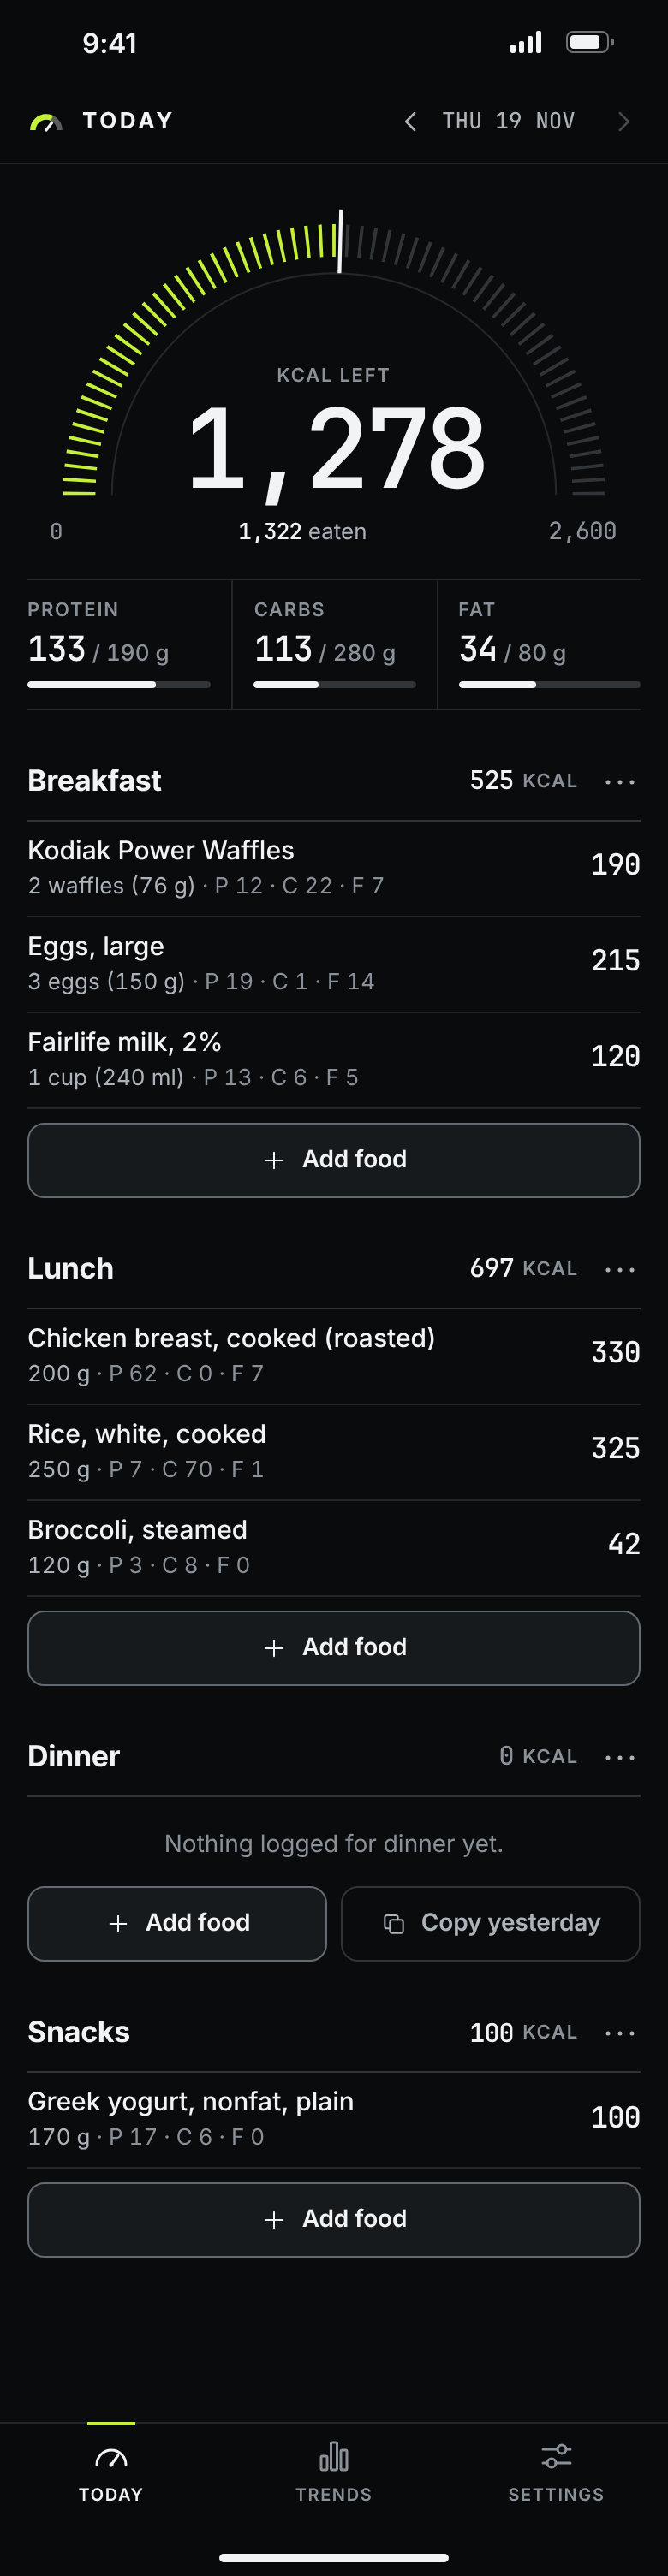 9:41
TODAY
THU 19 NOV
KCAL LEFT
1,278
0
1,322 eaten
2,600
PROTEIN
133 / 190 g
CARBS
113 / 280 g
FAT
34 / 80 g
Breakfast
525 KCAL
Kodiak Power Waffles
2 waffles (76 g) · P 12 · C 22 · F 7
190
Eggs, large
3 eggs (150 g) · P 19 · C 1 · F 14
215
Fairlife milk, 2%
1 cup (240 ml) · P 13 · C 6 · F 5
120
Add food
Lunch
697 KCAL
Chicken breast, cooked (roasted)
200 g · P 62 · C 0 · F 7
330
Rice, white, cooked
250 g · P 7 · C 70 · F 1
325
Broccoli, steamed
120 g · P 3 · C 8 · F 0
42
Add food
Dinner
0 KCAL
Nothing logged for dinner yet.
Add food
Copy yesterday
Snacks
100 KCAL
Greek yogurt, nonfat, plain
170 g · P 17 · C 6 · F 0
100
Add food
TODAY
TRENDS
SETTINGS